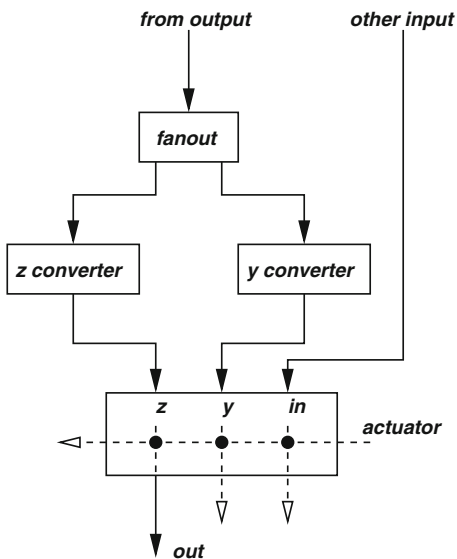 from output
other input
fanout
z converter
y converter
z
y
in
actuator
out